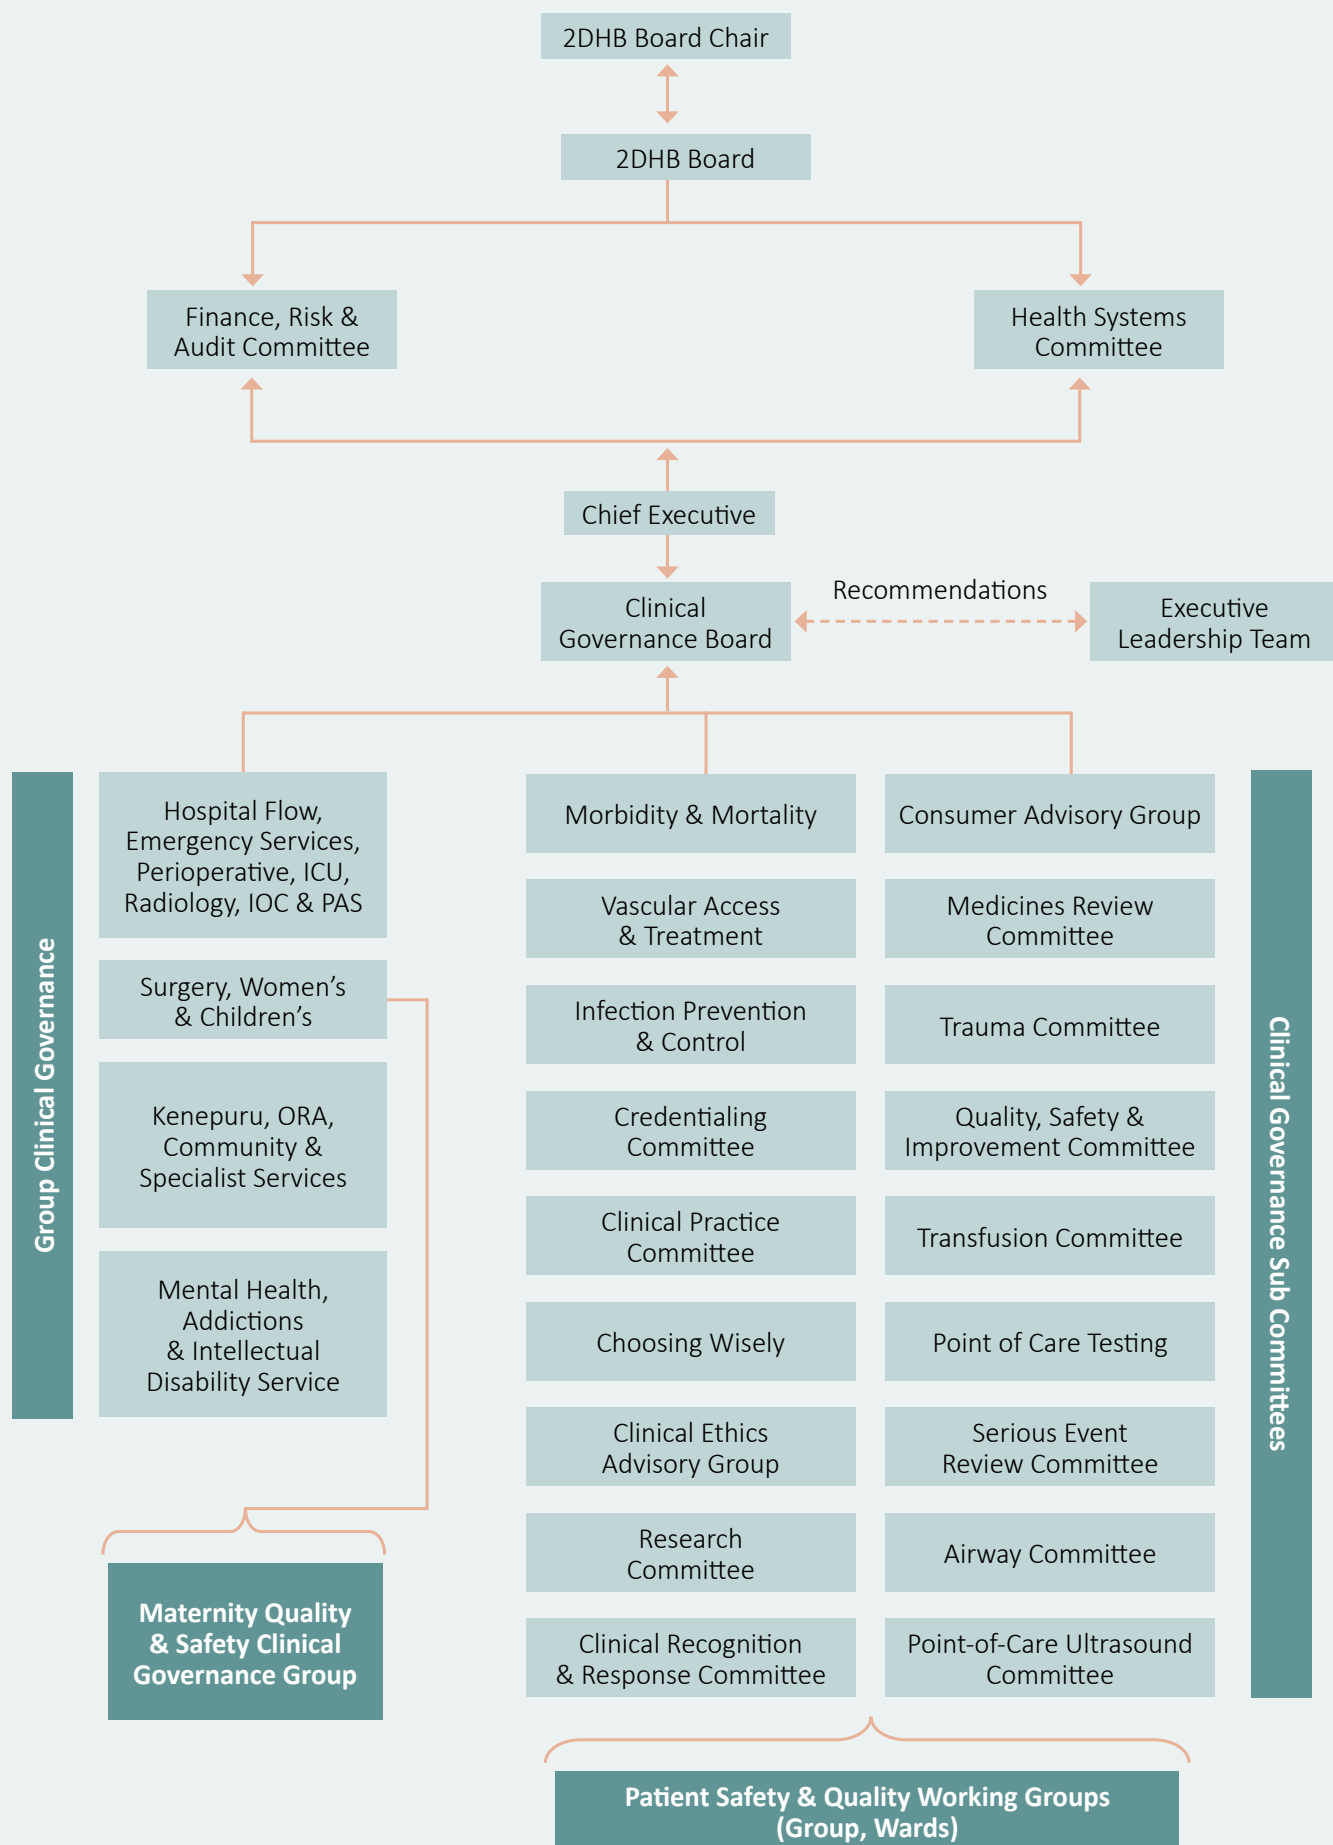 2DHB Board Chair
2DHB Board
Finance, Risk &
Audit Committee
Health Systems
Committee
Chief Executive
Clinical
Governance Board
Recommendations
Executive
Leadership Team
Group Clinical Governance
Hospital Flow,
Emergency Services,
Perioperative, ICU,
Radiology, IOC & PAS
Surgery, Women’s
& Children’s
Kenepuru, ORA,
Community &
Specialist Services
Mental Health,
Addictions
& Intellectual
Disability Service
Maternity Quality
& Safety Clinical
Governance Group
Morbidity & Mortality
Vascular Access
& Treatment
Infection Prevention
& Control
Credentialing
Committee
Clinical Practice
Committee
Choosing Wisely
Clinical Ethics
Advisory Group
Research
Committee
Clinical Recognition
& Response Committee
Consumer Advisory Group
Medicines Review
Committee
Trauma Committee
Quality, Safety &
Improvement Committee
Transfusion Committee
Point of Care Testing
Serious Event
Review Committee
Airway Committee
Point-of-Care Ultrasound
Committee
Clinical Governance Sub Committees
Patient Safety & Quality Working Groups
(Group, Wards)